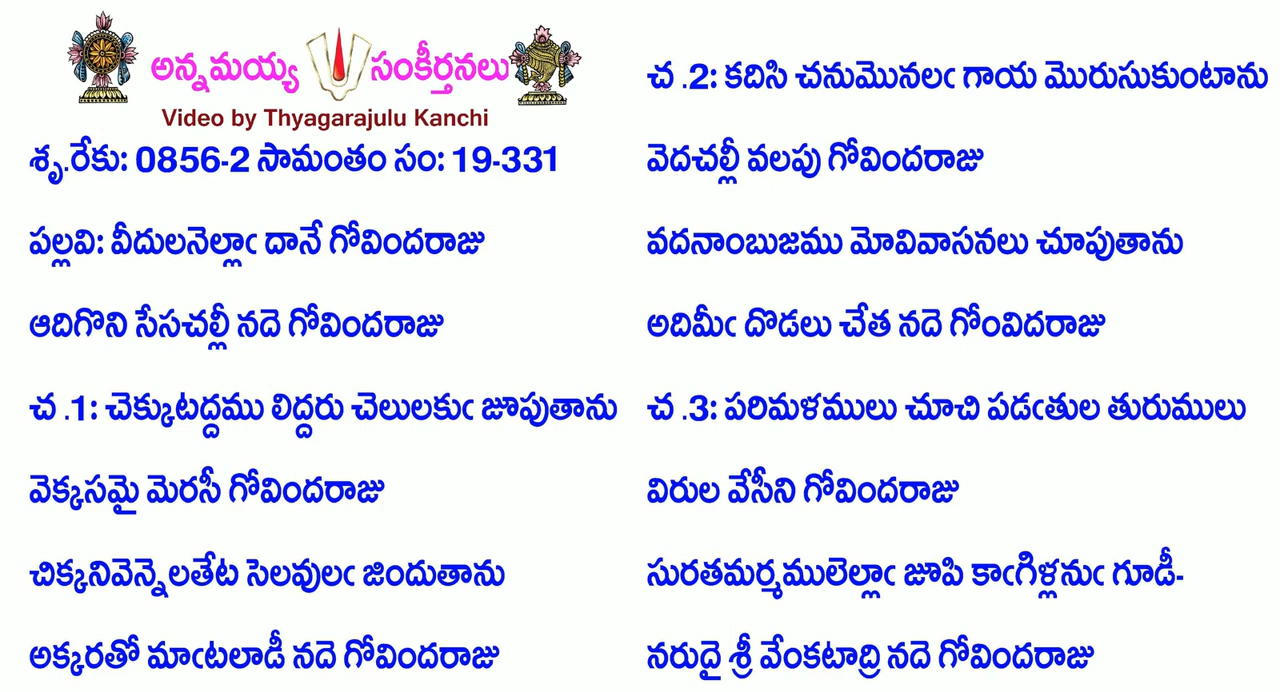 అన్నమయ్య సంకీర్తనలు
Video by Thyagarajulu Kanchi
శృ.రేకు: 0856-2 సామంతం సం: 19-331
పల్లవి: వీదులనెల్లాఁ దానే గోవిందరాజు
ఆదిగొని సేసచల్లీ నదె గోవిందరాజు
చ .1: చెక్కుటద్దము లిద్దరు చెలులకుఁ జూపుతాను
వెక్కసమై మెరసీ గోవిందరాజు
చిక్కనివెన్నెలతేట సెలవులఁ జిందుతాను
అక్కరతో మాఁటలాడీ నదె గోవిందరాజు
చ .2: కదిసి చనుమొనలఁ గాయ మొరుసుకుంటాను
వెదచల్లీ వలపు గోవిందరాజు
వదనాంబుజము మోవివాసనలు చూపుతాను
అదిమీఁ దొడలు చేత నదె గోంవిదరాజు
చ .3: పరిమళములు చూచి పడఁతుల తురుములు
విరుల వేసీని గోవిందరాజు
సురతమర్మములెల్లాఁ జూపి కాఁగిళ్లనుఁ గూడీ-
నరుదై శ్రీ వేంకటాద్రి నదె గోవిందరాజు